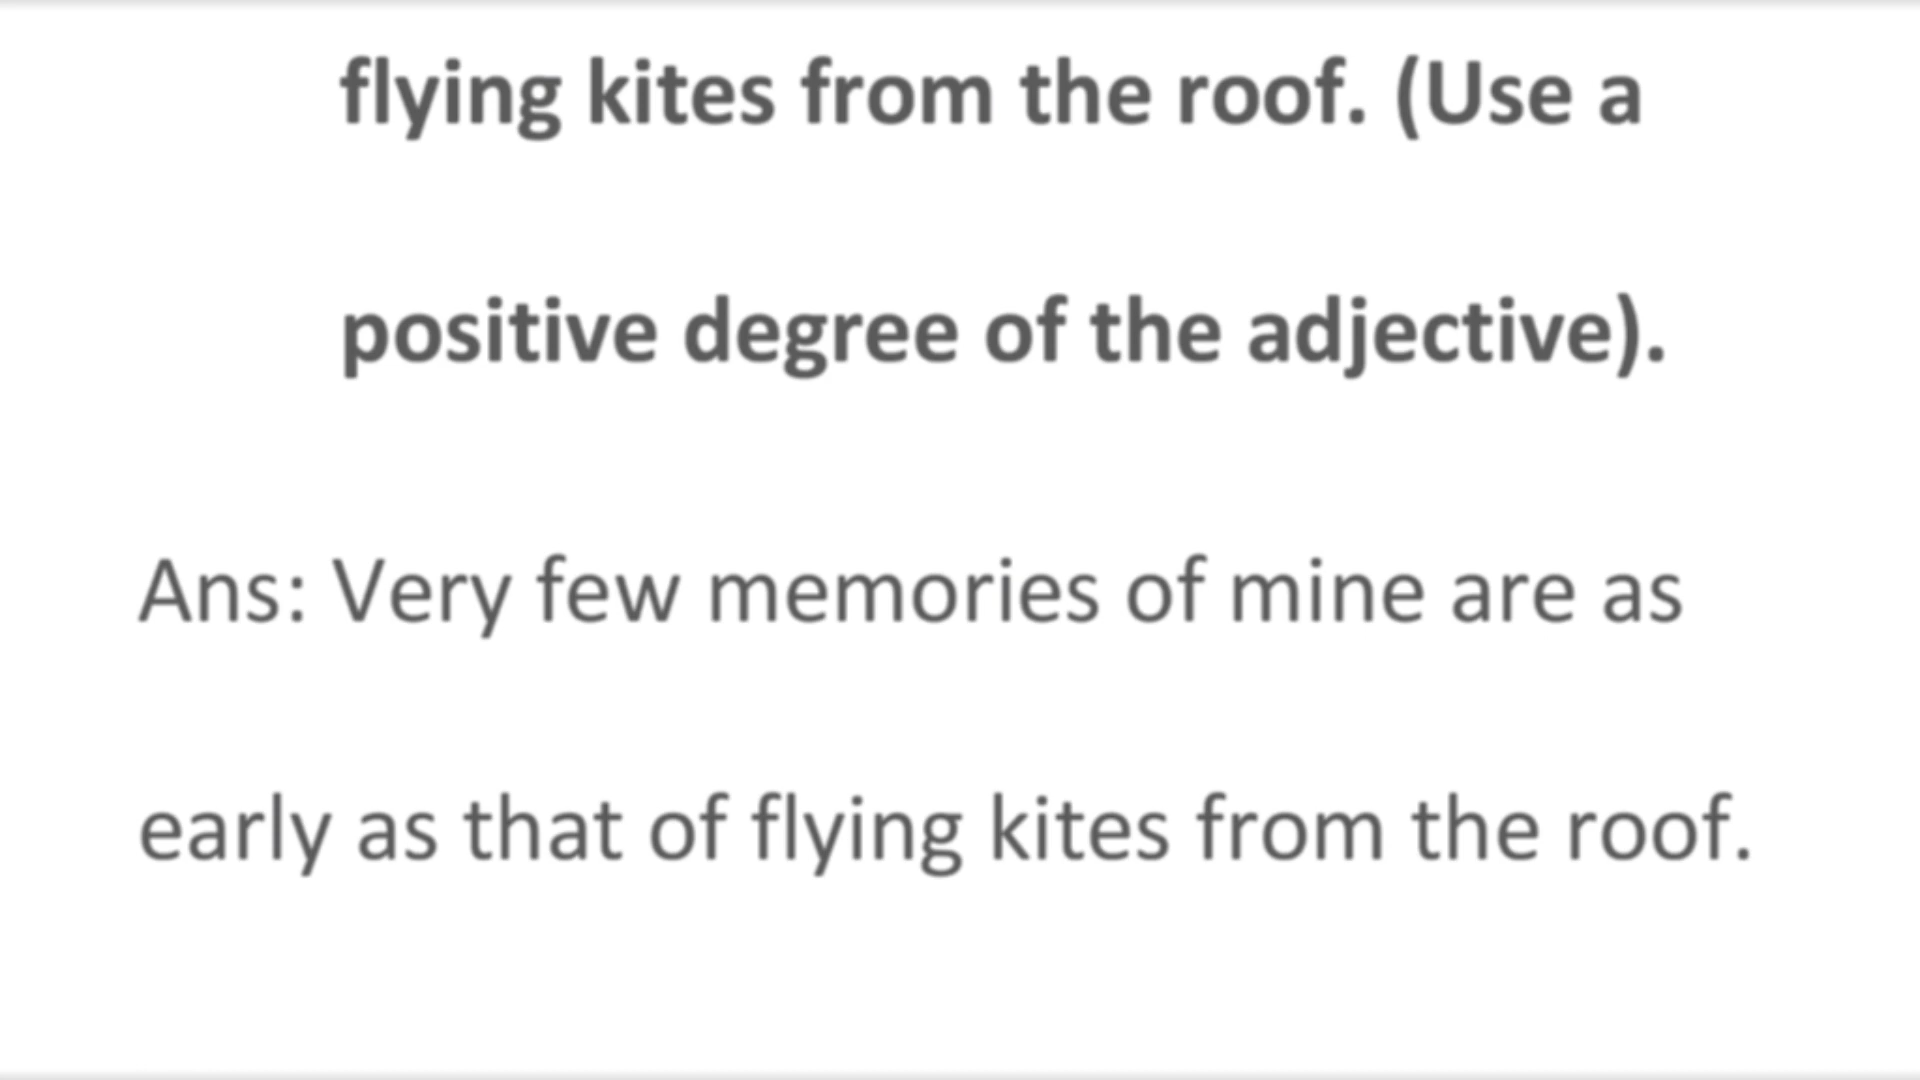 flying kites from the roof. (Use a
positive degree of the adjective).
Ans: Very few memories of mine are as
early as that of flying kites from the roof.